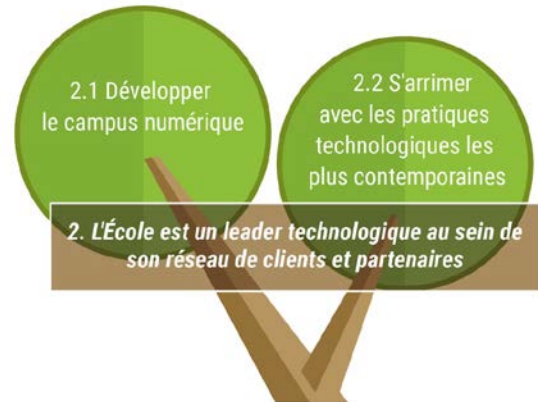 2.1 Développer
le campus numérique
2.2 S'arrimer
avec les pratiques
technologiques les
plus contemporaines
2. L'École est un leader technologique au sein de
son réseau de clients et partenaires